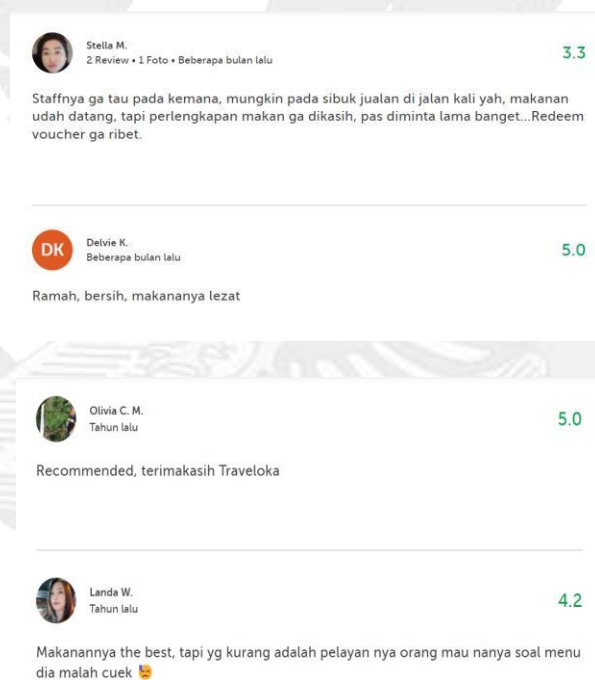 Stella M.
3.3
2 Review • 1 Foto • Beberapa bulan lalu
Staffnya ga tau pada kemana, mungkin pada sibuk jualan di jalan kali yah, makanan
udah datang, tapi perlengkapan makan ga dikasih, pas diminta lama banget...Redeem
voucher ga ribet.
DK
Delvie K.
5.0
Beberapa bulan lalu
Ramah, bersih, makananya lezat
Olivia C. M.
5.0
Tahun lalu
Recommended, terimakasih Traveloka
Landa W.
4.2
Tahun lalu
Makanannya the best, tapi yg kurang adalah pelayan nya orang mau nanya soal menu
dia malah cuek 😓